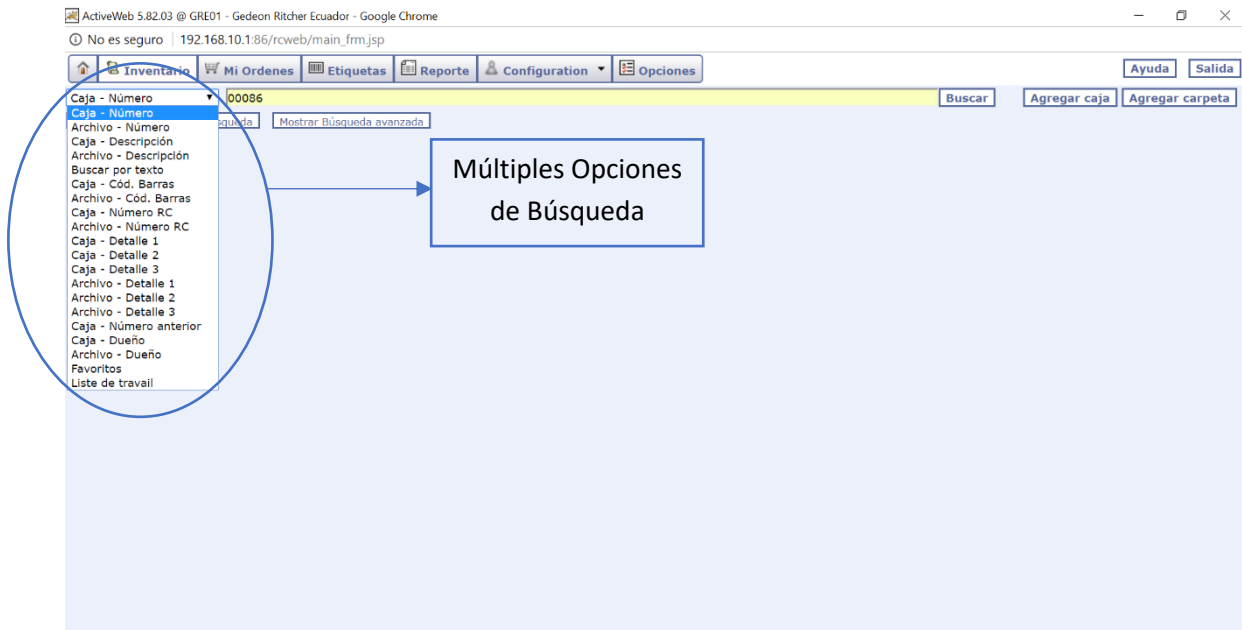 ActiveWeb 5.82.03 @ GRE01 - Gedeon Ritcher Ecuador - Google Chrome
No es seguro | 192.168.10.1:86/rcweb/main_frm.jsp
Inventario Mi Ordenes Etiquetas Reporte Configuration Opciones Ayuda Salida
Caja - Número 00086 Buscar Agregar caja Agregar carpeta
Mostrar Búsqueda avanzada
Caja - Número
Archivo - Número
Caja - Descripción
Archivo - Descripción
Buscar por texto
Caja - Cód. Barras
Archivo - Cód. Barras
Caja - Número RC
Archivo - Número RC
Caja - Detalle 1
Caja - Detalle 2
Caja - Detalle 3
Archivo - Detalle 1
Archivo - Detalle 2
Archivo - Detalle 3
Caja - Número anterior
Caja - Dueño
Archivo - Dueño
Favoritos
Liste de travail
Múltiples Opciones
de Búsqueda